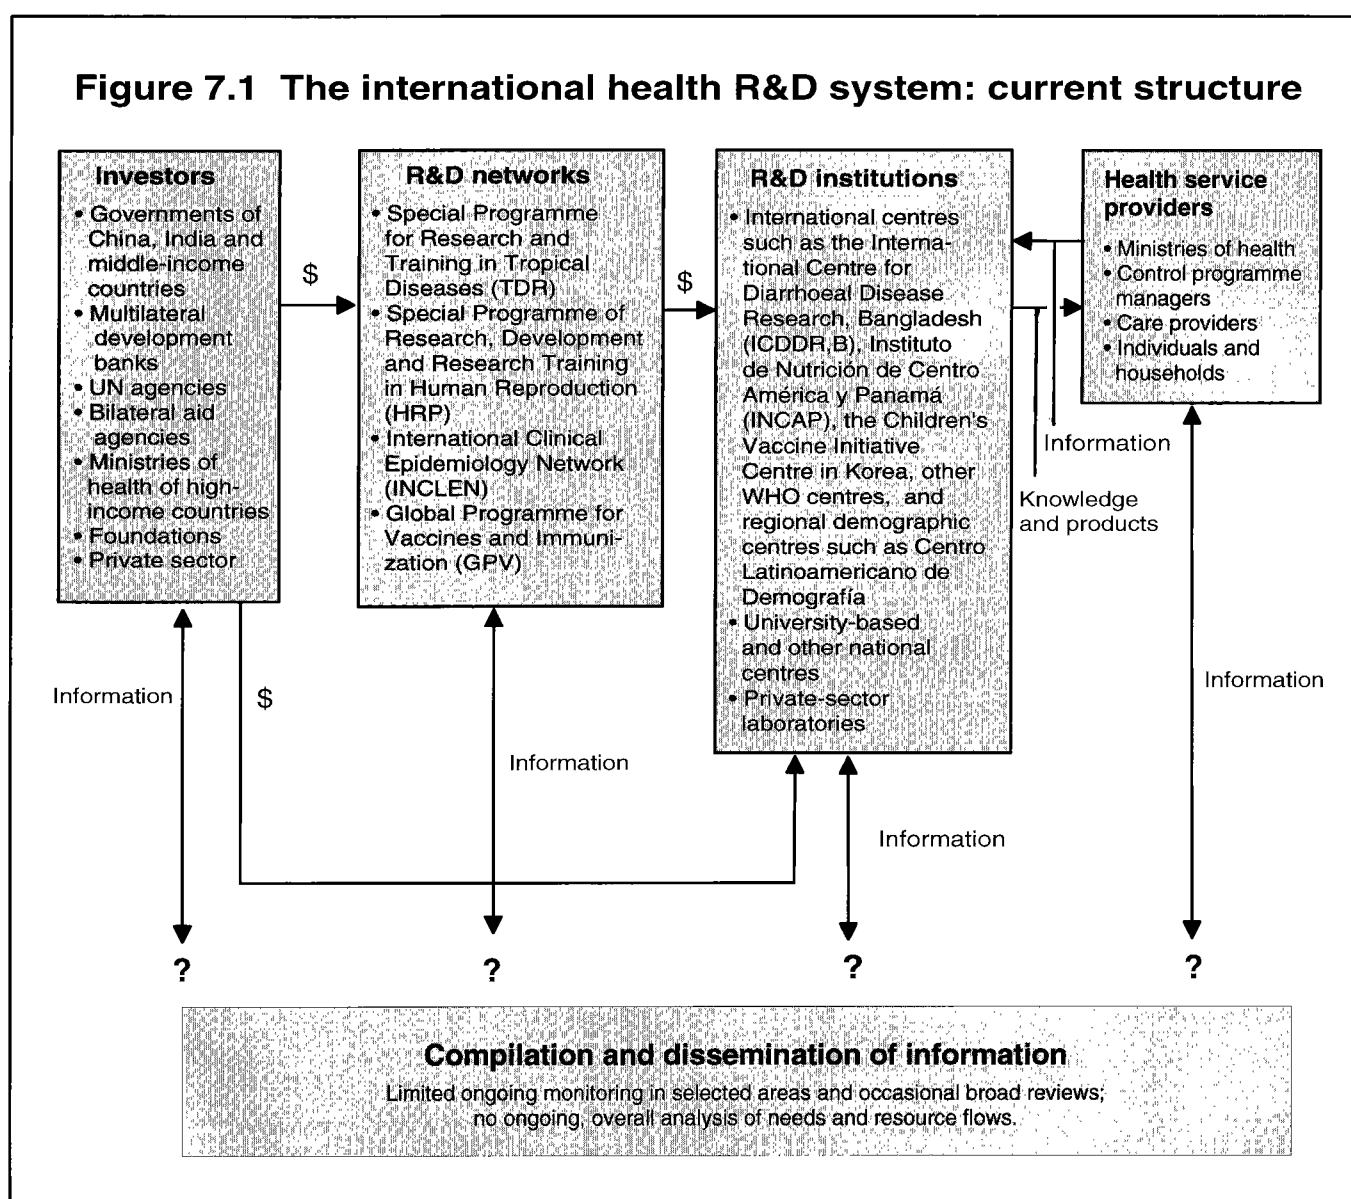 Figure 7.1 The international health R&D system: current structure
Investors
• Governments of
China, India and
middle-income
countries
• Multilateral
development
banks
• UN agencies
• Bilateral aid
agencies
• Ministries of
health of high-
income countries
• Foundations
• Private sector
$
R&D networks
• Special Programme
for Research and
Training in Tropical
Diseases (TDR)
• Special Programme of
Research, Development
and Research Training
in Human Reproduction
(HRP)
• International Clinical
Epidemiology Network
(INCLEN)
• Global Programme for
Vaccines and Immuni-
zation (GPV)
$
R&D institutions
• International centres
such as the Interna-
tional Centre for
Diarrhoeal Disease
Research, Bangladesh
(ICDDR,B), Instituto
de Nutrición de Centro
América y Panamá
(INCAP), the Children's
Vaccine Initiative
Centre in Korea, other
WHO centres, and
regional demographic
centres such as Centro
Latinoamericano de
Demografía
• University-based
and other national
centres
• Private-sector
laboratories
Health service
providers
• Ministries of health
• Control programme
managers
• Care providers
• Individuals and
households
Information
Knowledge
and products
Information
$
Information
Information
Information
?
?
?
?
Compilation and dissemination of information
Limited ongoing monitoring in selected areas and occasional broad reviews;
no ongoing, overall analysis of needs and resource flows.